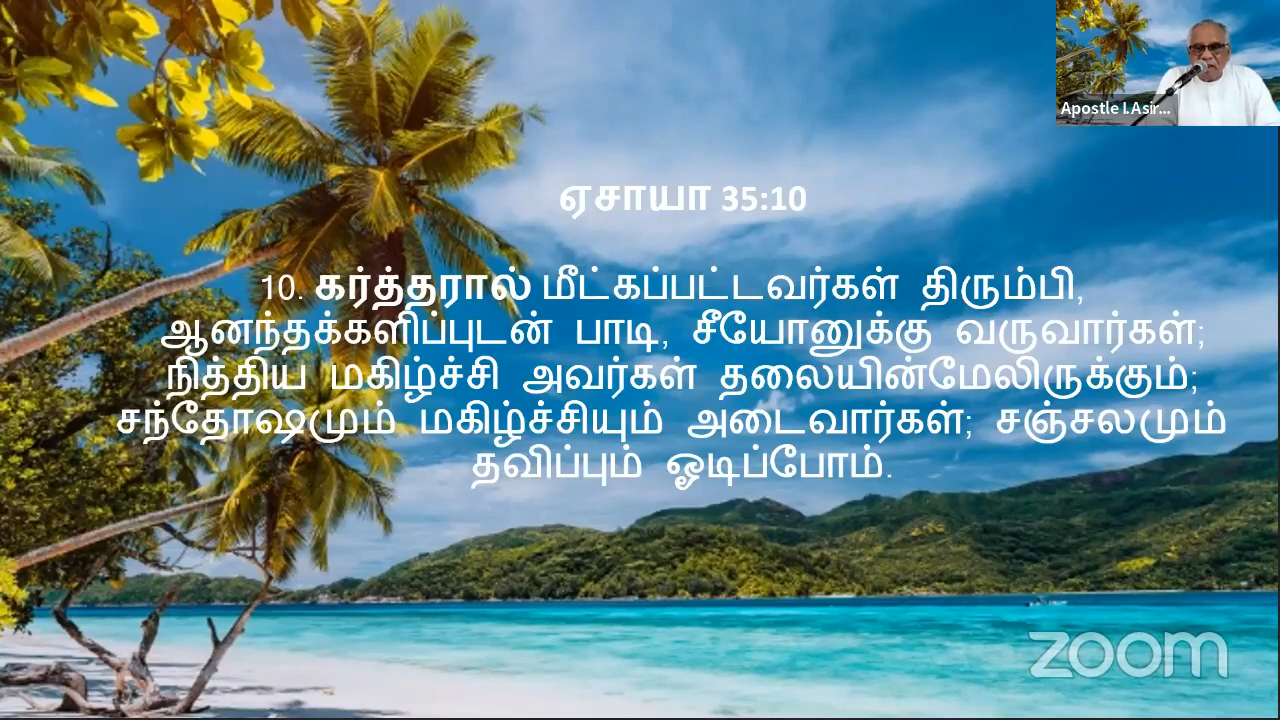 Apostle I.Asir...
ஏசாயா 35:10
10. கர்த்தரால் மீட்கப்பட்டவர்கள் திரும்பி,
ஆனந்தக்களிப்புடன் பாடி, சீயோனுக்கு வருவார்கள்;
நித்திய மகிழ்ச்சி அவர்கள் தலையின்மேலிருக்கும்;
சந்தோஷமும் மகிழ்ச்சியும் அடைவார்கள்; சஞ்சலமும்
தவிப்பும் ஓடிப்போம்.
zoom